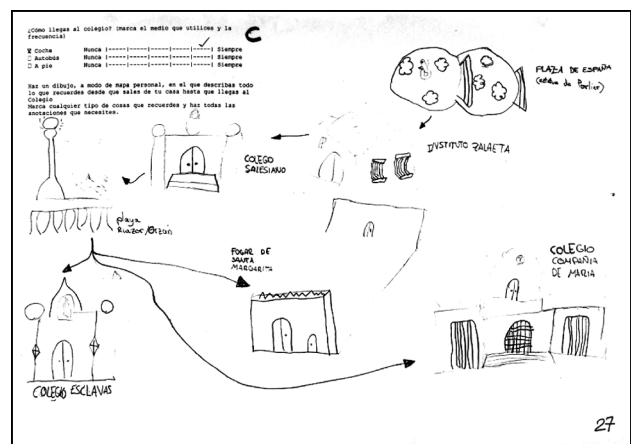 ¿Cómo llegas al colegio? (marca el medio que utilices y la
frecuencia)
Coche Nunca |-----|-----|-----|-----|-----| Siempre
Autobús Nunca |-----|-----|-----|-----|-----| Siempre
A pie Nunca |-----|-----|-----|-----|-----| Siempre
C
Haz un dibujo, a modo de mapa personal, en el que describas todo
lo que recuerdes desde que sales de tu casa hasta que llegas al
Colegio
Marca cualquier tipo de cosas que recuerdes y haz todas las
anotaciones que necesites.
PLAZA DE ESPAÑA
(estatua de Porlier)
INSTITUTO ZALAETA
COLEGIO
SALESIANO
playa
Riazor/Orzán
FOGAR DE
SANTA
MARGARITA
COLEGIO
COMPAÑIA
DE MARIA
COLEGIO ESCLAVAS
27